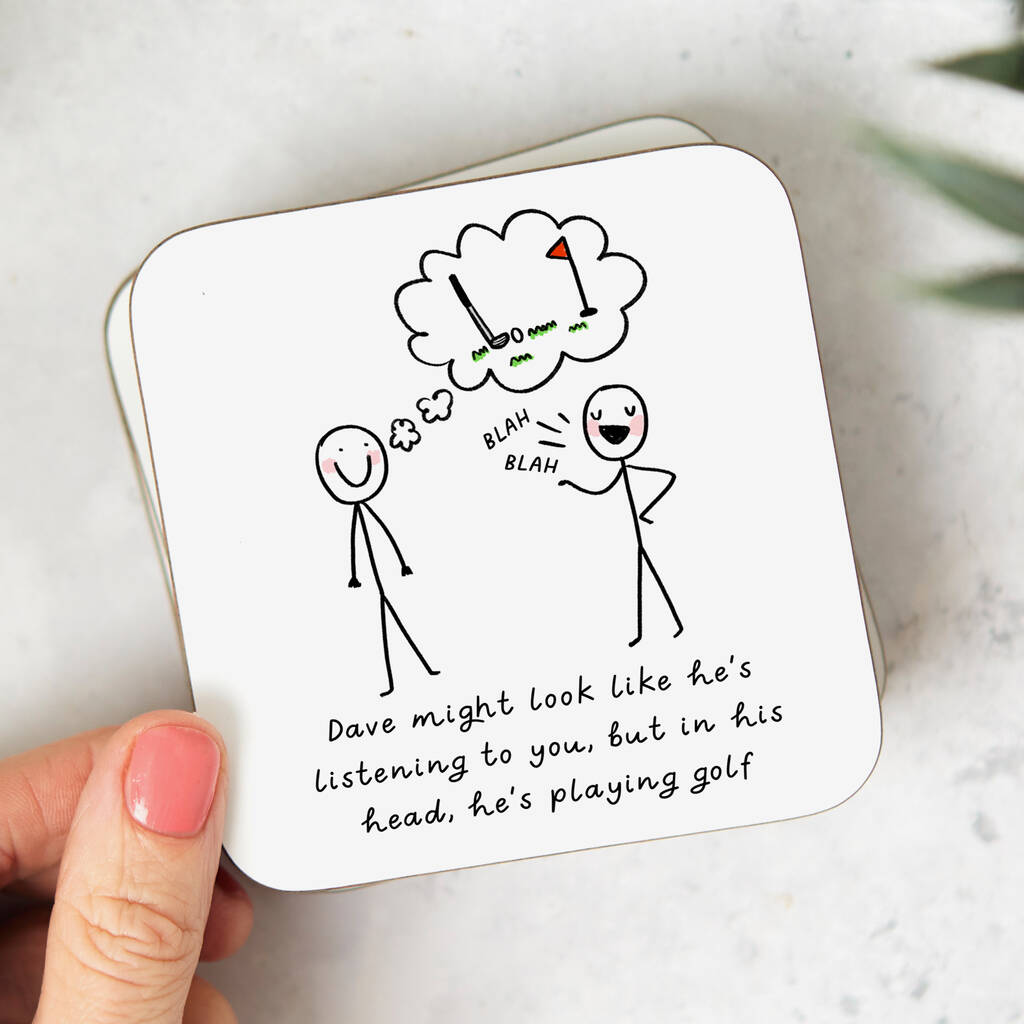 BLAH
BLAH
Dave might look like he's
listening to you, but in his
head, he's playing golf